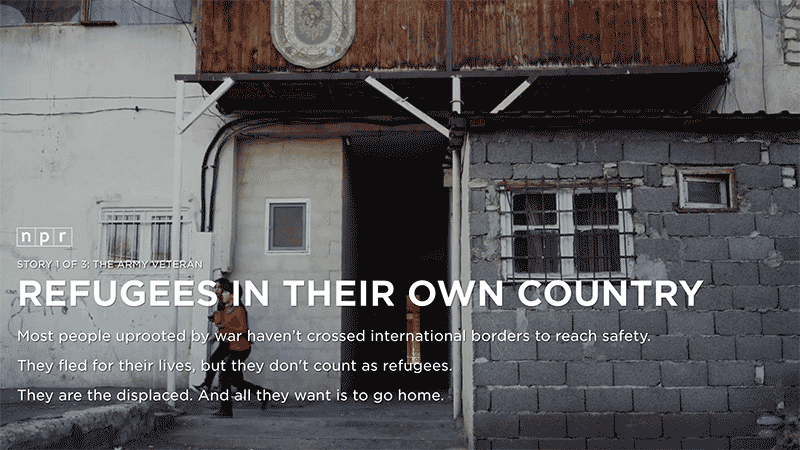 npr
STORY 1 OF 3: THE ARMY VETERAN
REFUGEES IN THEIR OWN COUNTRY
Most people uprooted by war haven't crossed international borders to reach safety.
They fled for their lives, but they don't count as refugees.
They are the displaced. And all they want is to go home.